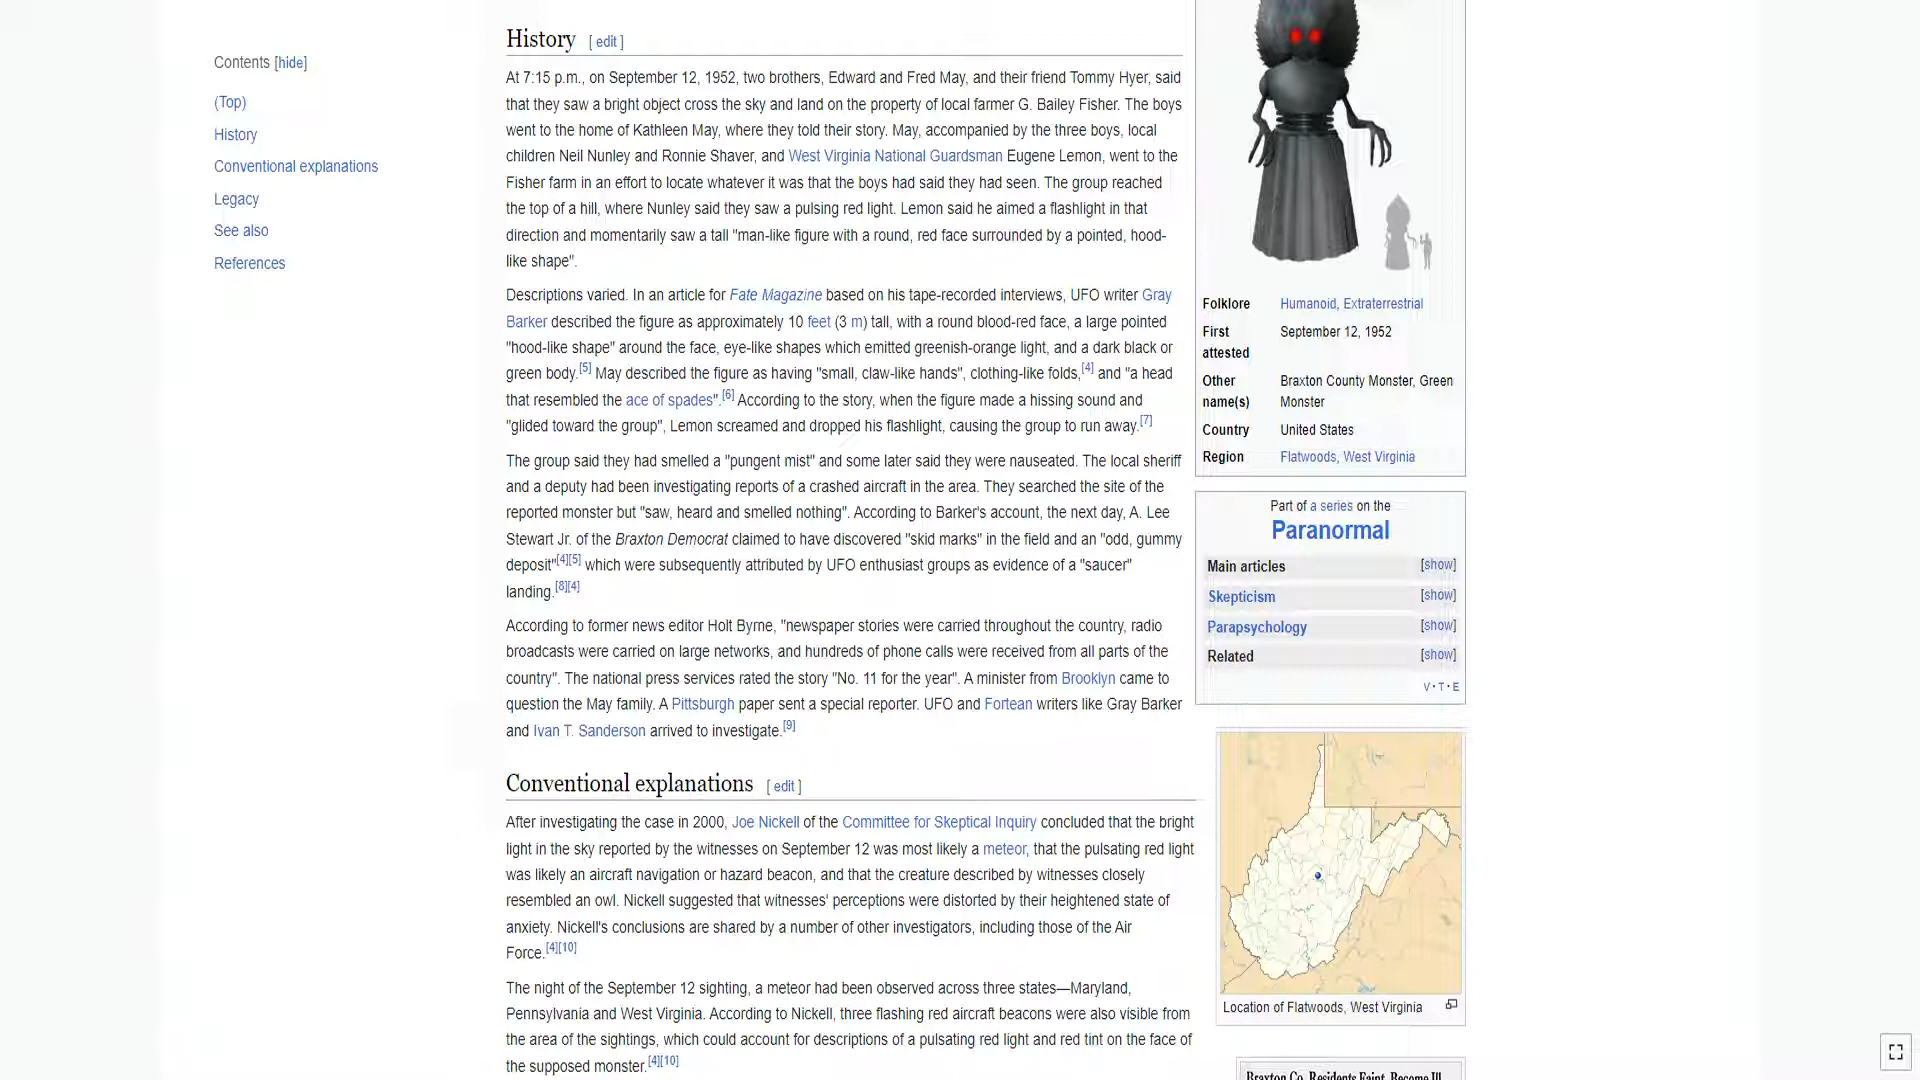 Contents [hide]
(Top)
History
Conventional explanations
Legacy
See also
References
History [ edit ]
At 7:15 p.m., on September 12, 1952, two brothers, Edward and Fred May, and their friend Tommy Hyer, said
that they saw a bright object cross the sky and land on the property of local farmer G. Bailey Fisher. The boys
went to the home of Kathleen May, where they told their story. May, accompanied by the three boys, local
children Neil Nunley and Ronnie Shaver, and West Virginia National Guardsman Eugene Lemon, went to the
Fisher farm in an effort to locate whatever it was that the boys had said they had seen. The group reached
the top of a hill, where Nunley said they saw a pulsing red light. Lemon said he aimed a flashlight in that
direction and momentarily saw a tall "man-like figure with a round, red face surrounded by a pointed, hood-
like shape".
Descriptions varied. In an article for Fate Magazine based on his tape-recorded interviews, UFO writer Gray
Barker described the figure as approximately 10 feet (3 m) tall, with a round blood-red face, a large pointed
"hood-like shape" around the face, eye-like shapes which emitted greenish-orange light, and a dark black or
green body.[5] May described the figure as having "small, claw-like hands", clothing-like folds,[4] and "a head
that resembled the ace of spades".[6] According to the story, when the figure made a hissing sound and
"glided toward the group", Lemon screamed and dropped his flashlight, causing the group to run away.[7]
The group said they had smelled a "pungent mist" and some later said they were nauseated. The local sheriff
and a deputy had been investigating reports of a crashed aircraft in the area. They searched the site of the
reported monster but "saw, heard and smelled nothing". According to Barker's account, the next day, A. Lee
Stewart Jr. of the Braxton Democrat claimed to have discovered "skid marks" in the field and an "odd, gummy
deposit"[4][5] which were subsequently attributed by UFO enthusiast groups as evidence of a "saucer"
landing.[8][4]
According to former news editor Holt Byrne, "newspaper stories were carried throughout the country, radio
broadcasts were carried on large networks, and hundreds of phone calls were received from all parts of the
country". The national press services rated the story "No. 11 for the year". A minister from Brooklyn came to
question the May family. A Pittsburgh paper sent a special reporter. UFO and Fortean writers like Gray Barker
and Ivan T. Sanderson arrived to investigate.[9]
Conventional explanations [ edit ]
After investigating the case in 2000, Joe Nickell of the Committee for Skeptical Inquiry concluded that the bright
light in the sky reported by the witnesses on September 12 was most likely a meteor, that the pulsating red light
was likely an aircraft navigation or hazard beacon, and that the creature described by witnesses closely
resembled an owl. Nickell suggested that witnesses' perceptions were distorted by their heightened state of
anxiety. Nickell's conclusions are shared by a number of other investigators, including those of the Air
Force.[4][10]
The night of the September 12 sighting, a meteor had been observed across three states—Maryland,
Pennsylvania and West Virginia. According to Nickell, three flashing red aircraft beacons were also visible from
the area of the sightings, which could account for descriptions of a pulsating red light and red tint on the face of
the supposed monster.[4][10]
Folklore Humanoid, Extraterrestrial
First attested September 12, 1952
Other name(s) Braxton County Monster, Green
Monster
Country United States
Region Flatwoods, West Virginia
Part of a series on the
Paranormal
Main articles [show]
Skepticism [show]
Parapsychology [show]
Related [show]
V•T•E
Location of Flatwoods, West Virginia
Braxton Co. Residents Faint, Become Ill